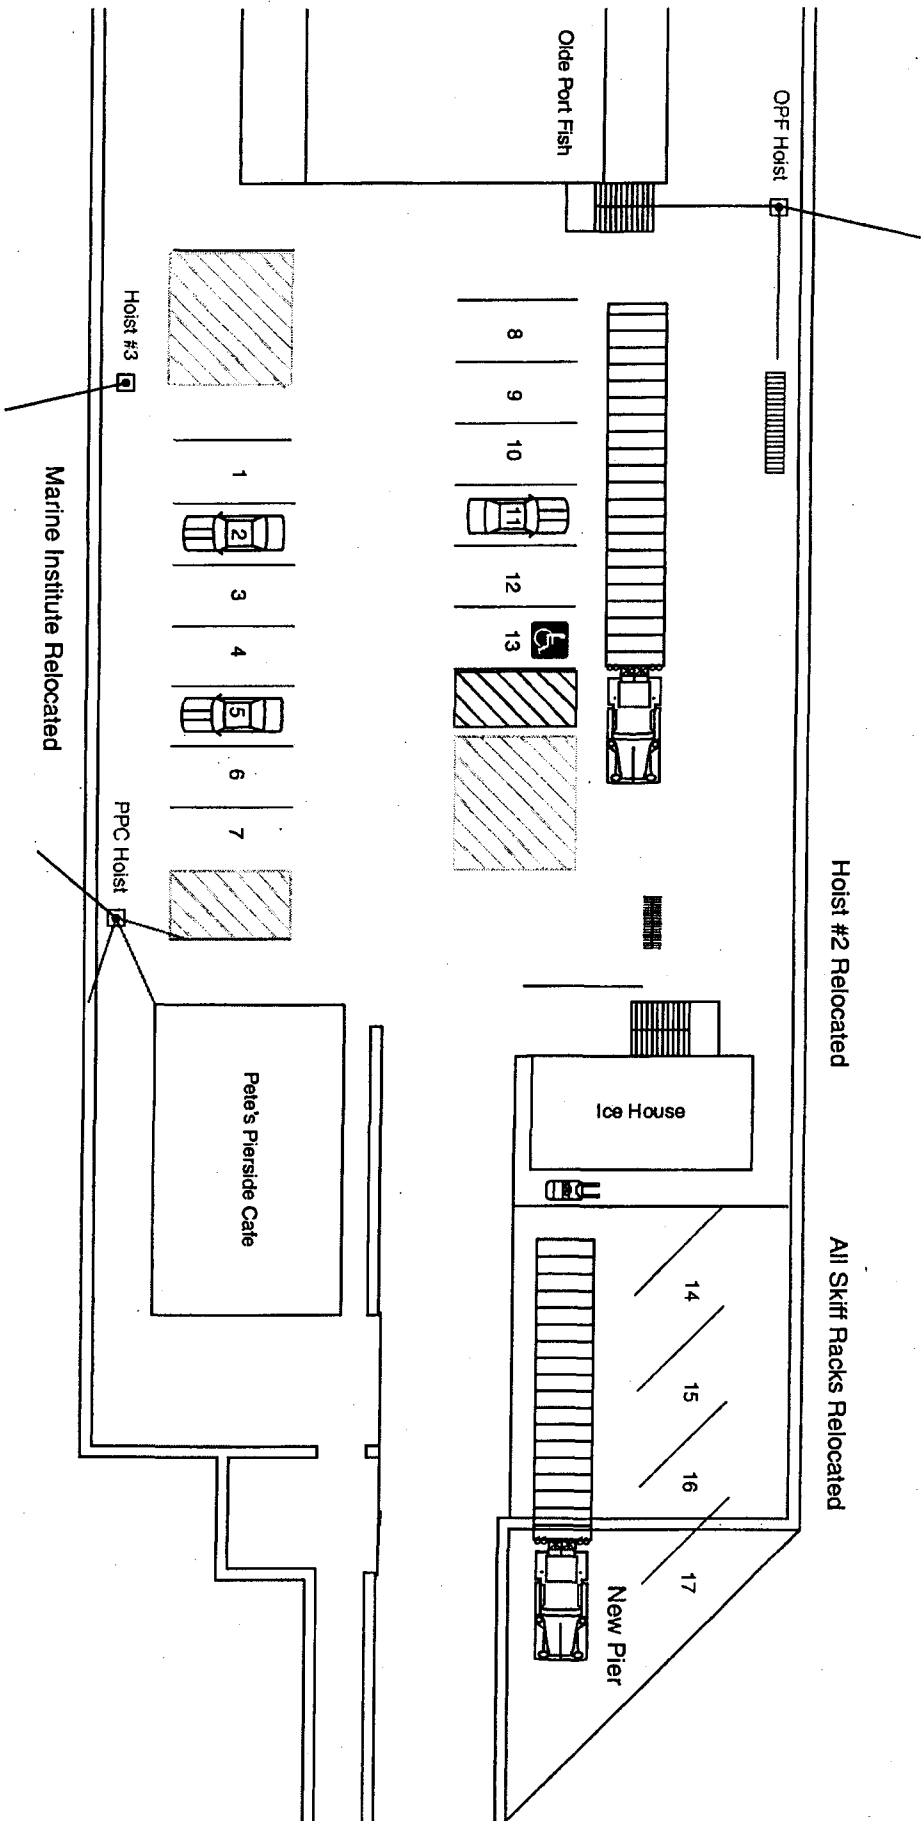 Olde Port Fish
OPF Hoist
Hoist #3
8
9
10
11
12
13
1
2
3
4
5
6
7
Marine Institute Relocated
PPC Hoist
Hoist #2 Relocated
Pete's Pierside Cafe
Ice House
All Skiff Racks Relocated
14
15
16
17
New Pier